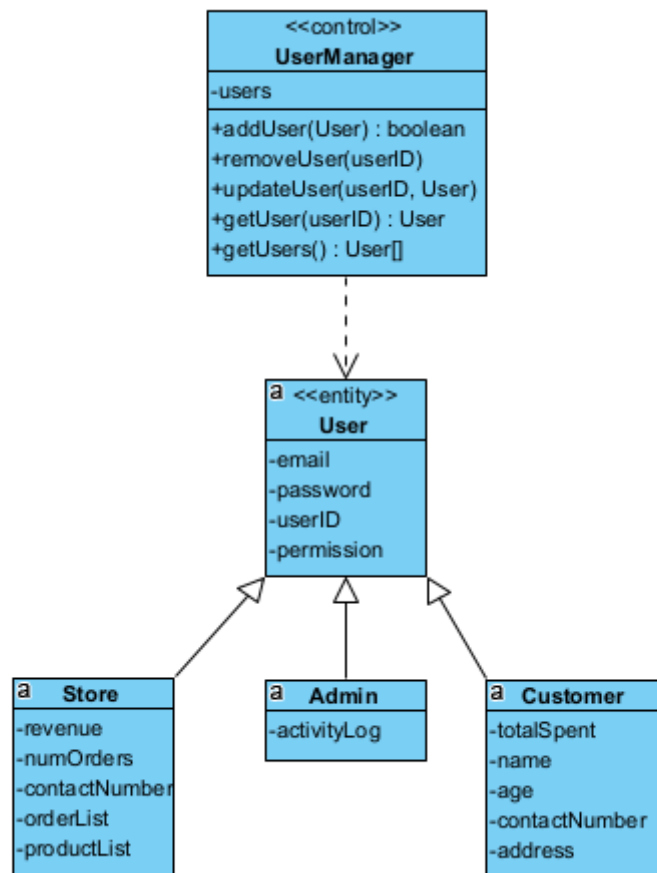 <<control>>
UserManager
-users
+addUser(User) : boolean
+removeUser(userID)
+updateUser(userID, User)
+getUser(userID) : User
+getUsers() : User[]
a <<entity>>
User
-email
-password
-userID
-permission
a Store
-revenue
-numOrders
-contactNumber
-orderList
-productList
a Admin
-activityLog
a Customer
-totalSpent
-name
-age
-contactNumber
-address